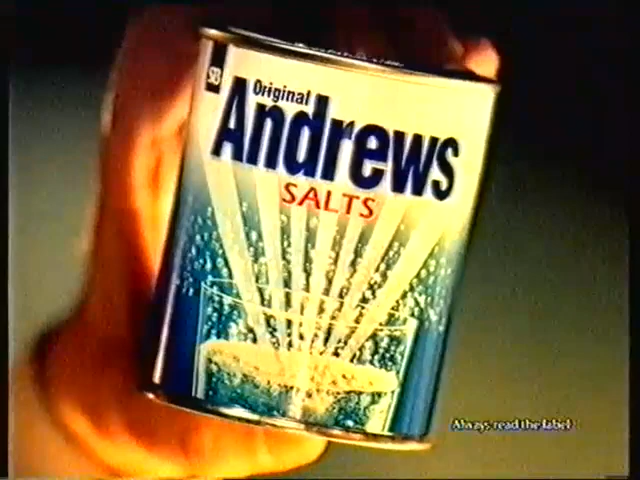 SB
Original
Andrews
SALTS
Always read the label